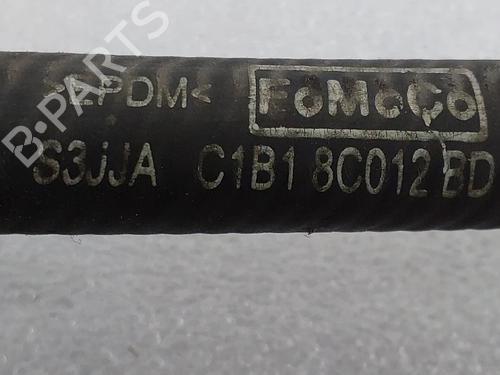 >EPDM< FoMoCo
S3JJA C1B1 8C012 BD
B-PARTS